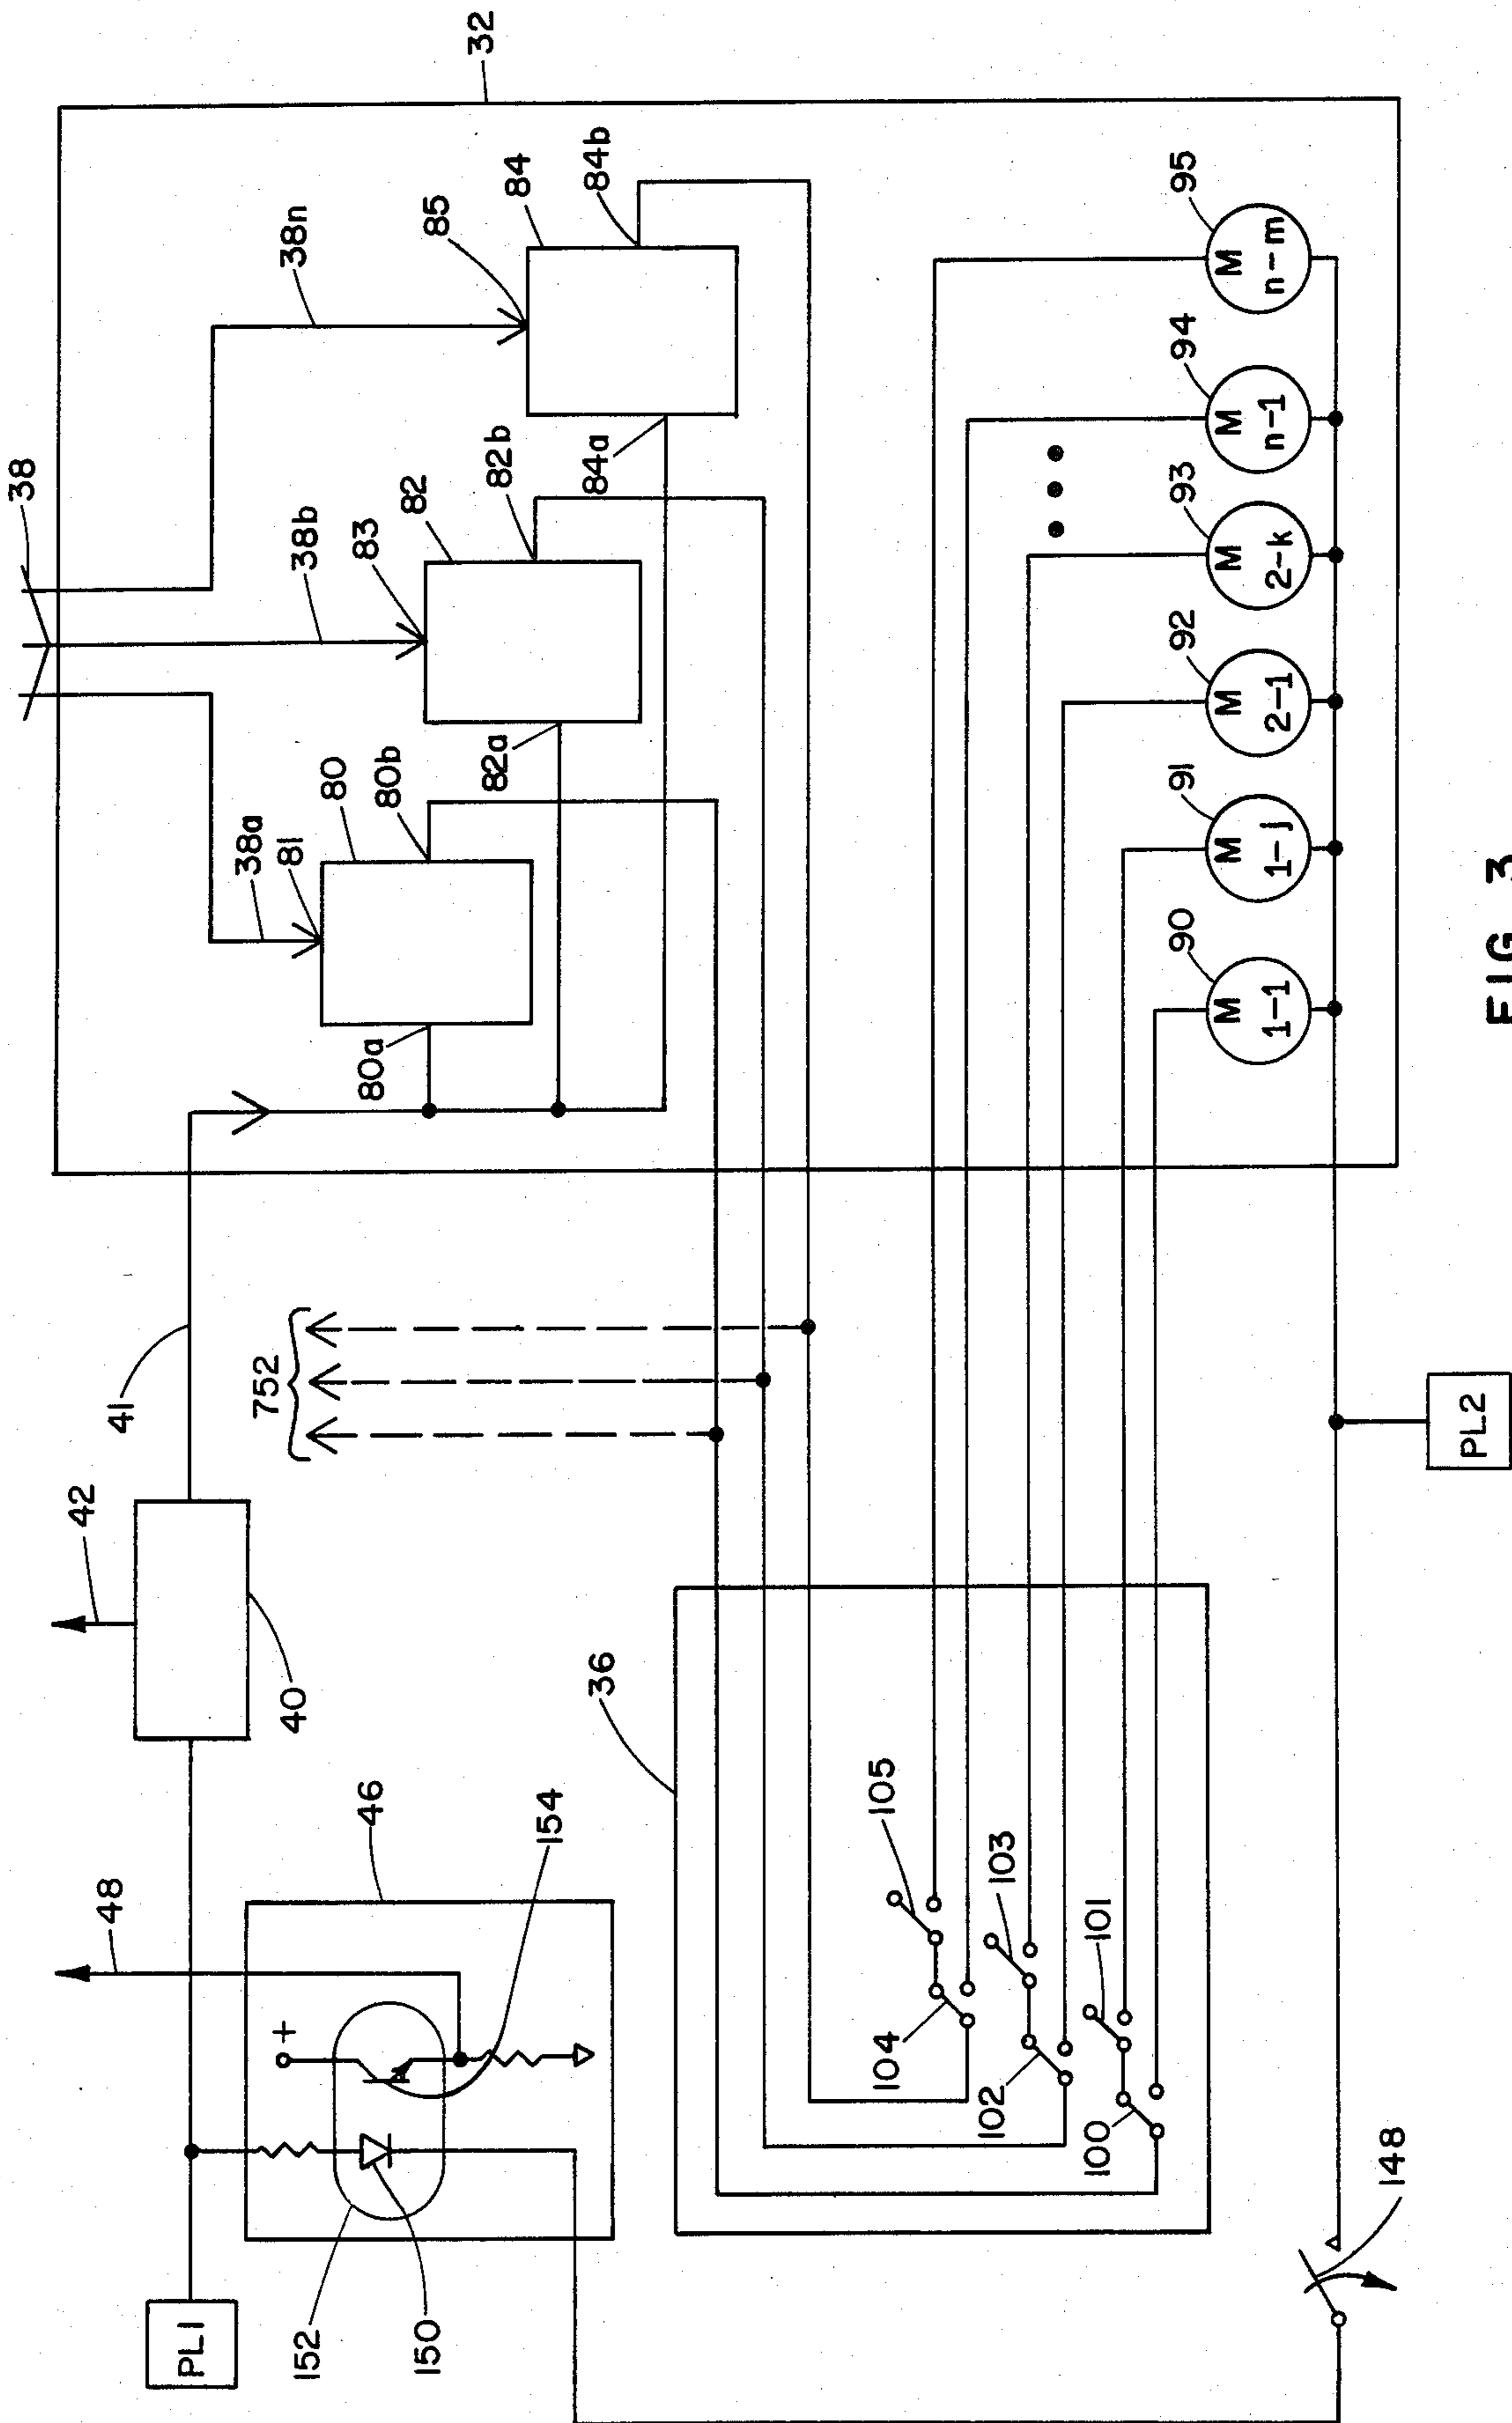 32
38
38n
38b
38a
85
84
84b
83
82
82b
84a
81
80
80b
82a
80a
95
94
93
92
91
90
M
n-m
M
n-1
M
2-k
M
2-1
M
1-j
M
1-1
41
42
752
40
PL2
36
48
46
154
+
105
103
101
104
102
100
PL1
152
150
148
FIG. 3